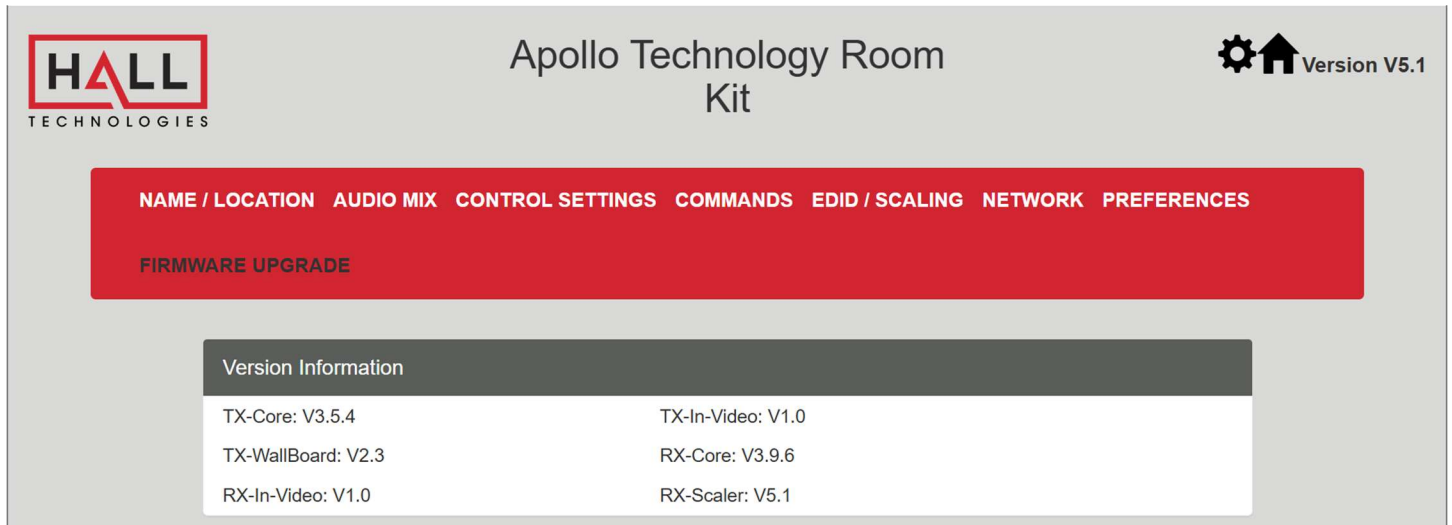 HALL
TECHNOLOGIES
Apollo Technology Room
Kit
Version V5.1
NAME / LOCATION AUDIO MIX CONTROL SETTINGS COMMANDS EDID / SCALING NETWORK PREFERENCES
FIRMWARE UPGRADE
Version Information
TX-Core: V3.5.4 TX-In-Video: V1.0
TX-WallBoard: V2.3 RX-Core: V3.9.6
RX-In-Video: V1.0 RX-Scaler: V5.1